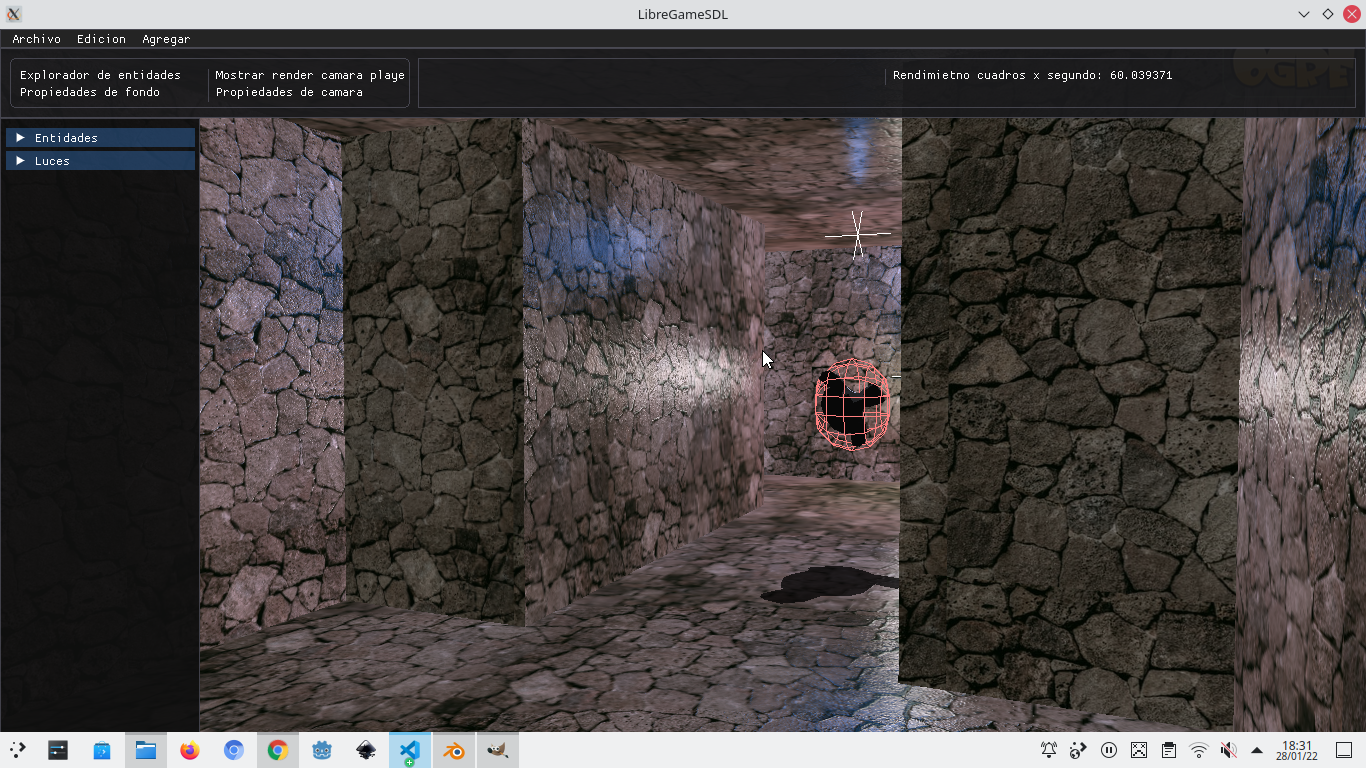 LibreGameSDL
Archivo Edicion Agregar
Explorador de entidades
Propiedades de fondo
Mostrar render camara playe
Propiedades de camara
Rendimietno cuadros x segundo: 60.039371
OGRE
Entidades
Luces
18:31
28/01/22